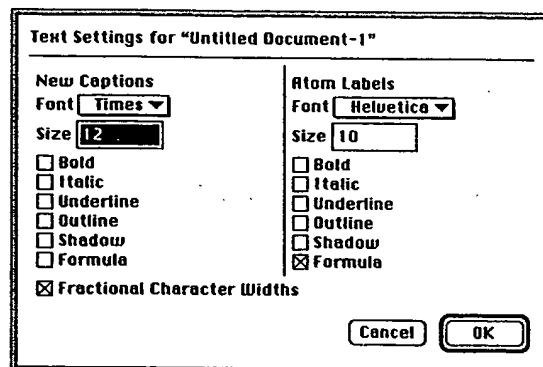 Text Settings for “Untitled Document-1”
New Captions
Font Times
Size 12
Bold
Italic
Underline
Outline
Shadow
Formula
Atom Labels
Font Helvetica
Size 10
Bold
Italic
Underline
Outline
Shadow
Formula
Fractional Character Widths
Cancel OK